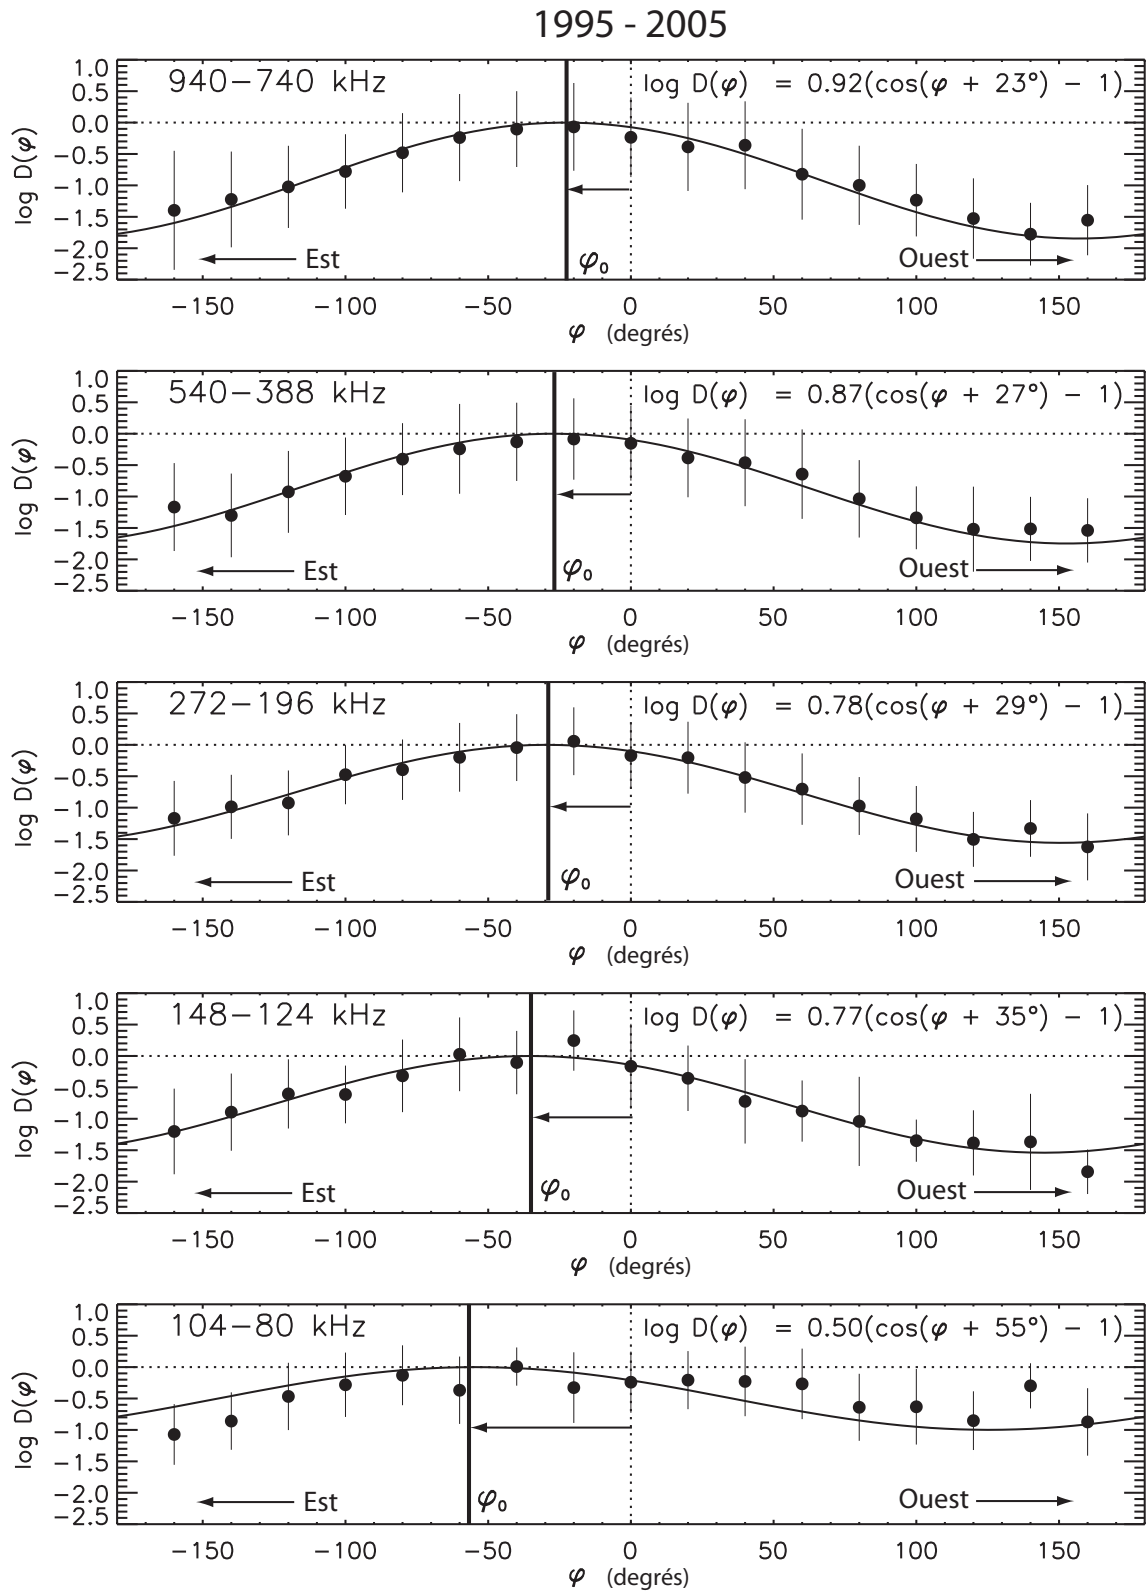 1995 - 2005
940−740 kHz
log D(φ) = 0.92(cos(φ + 23°) − 1)
1.0
0.5
0.0
−0.5
−1.0
−1.5
−2.0
−2.5
log D(φ)
Est
φ₀
Ouest
−150 −100 −50 0 50 100 150
φ (degrés)
540−388 kHz
log D(φ) = 0.87(cos(φ + 27°) − 1)
1.0
0.5
0.0
−0.5
−1.0
−1.5
−2.0
−2.5
log D(φ)
Est
φ₀
Ouest
−150 −100 −50 0 50 100 150
φ (degrés)
272−196 kHz
log D(φ) = 0.78(cos(φ + 29°) − 1)
1.0
0.5
0.0
−0.5
−1.0
−1.5
−2.0
−2.5
log D(φ)
Est
φ₀
Ouest
−150 −100 −50 0 50 100 150
φ (degrés)
148−124 kHz
log D(φ) = 0.77(cos(φ + 35°) − 1)
1.0
0.5
0.0
−0.5
−1.0
−1.5
−2.0
−2.5
log D(φ)
Est
φ₀
Ouest
−150 −100 −50 0 50 100 150
φ (degrés)
104−80 kHz
log D(φ) = 0.50(cos(φ + 55°) − 1)
1.0
0.5
0.0
−0.5
−1.0
−1.5
−2.0
−2.5
log D(φ)
Est
φ₀
Ouest
−150 −100 −50 0 50 100 150
φ (degrés)